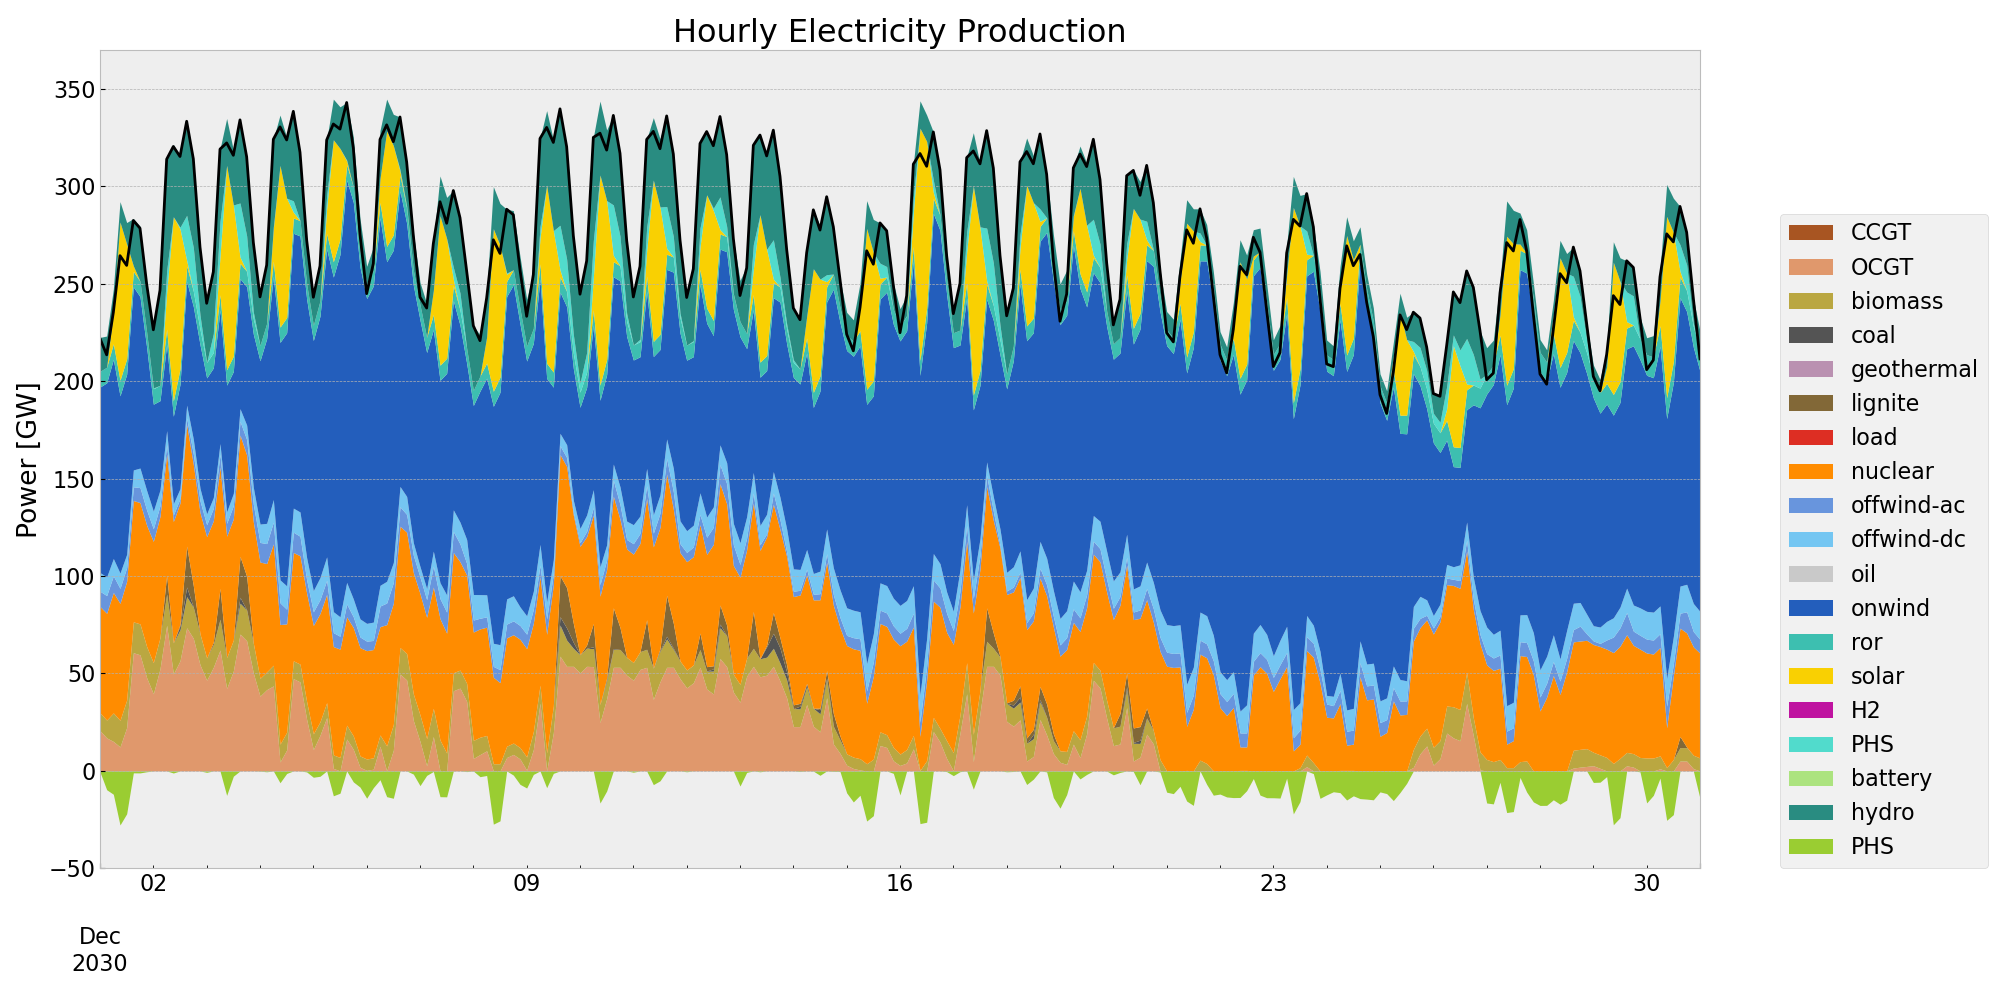 Hourly Electricity Production
Power [GW]
350
300
250
200
150
100
50
0
−50
02
09
16
23
30
Dec
2030
CCGT
OCGT
biomass
coal
geothermal
lignite
load
nuclear
offwind-ac
offwind-dc
oil
onwind
ror
solar
H2
PHS
battery
hydro
PHS